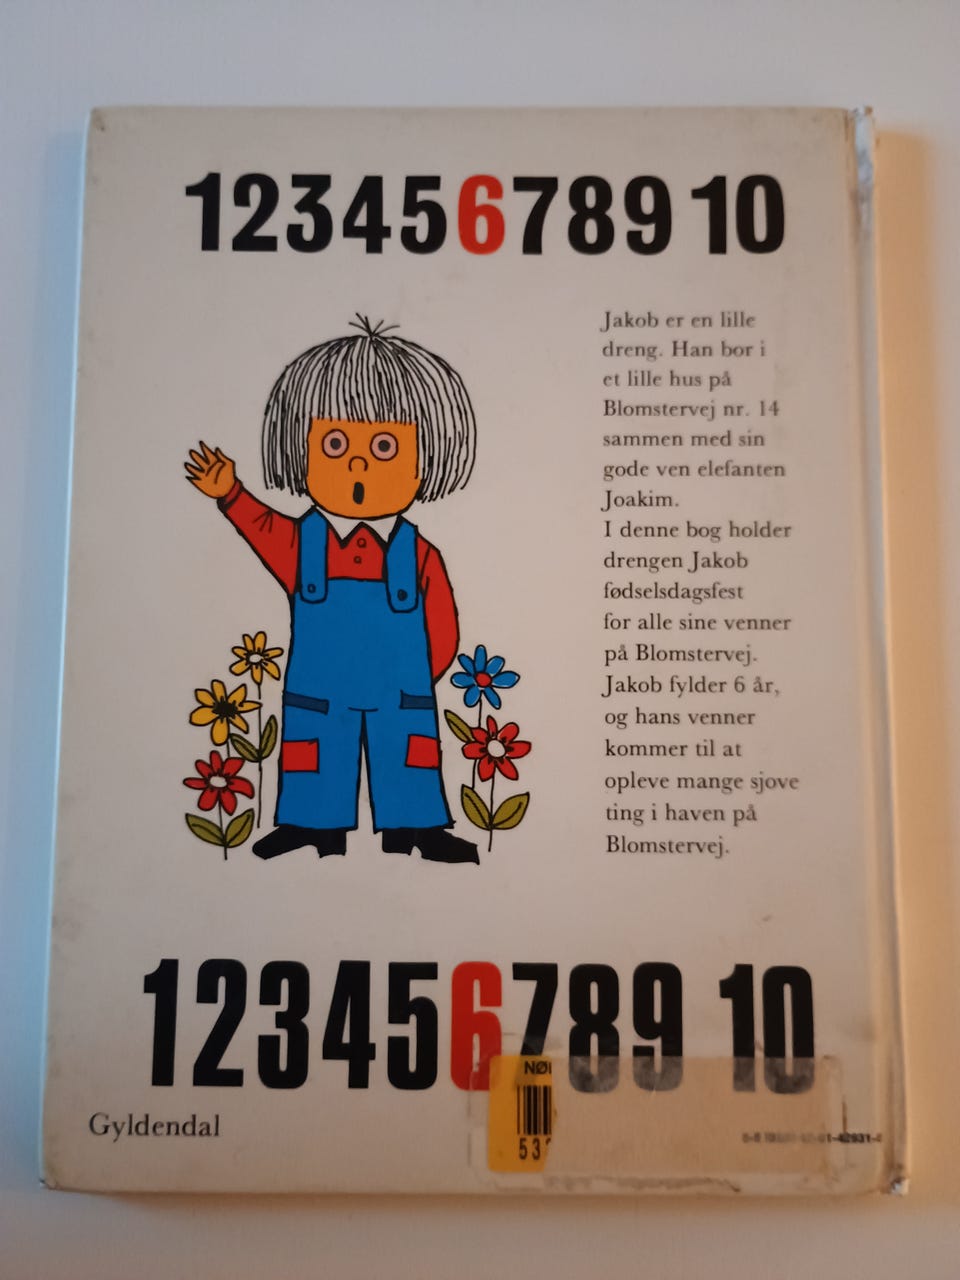 12345678910
Jakob er en lille
dreng. Han bor i
et lille hus på
Blomstervej nr. 14
sammen med sin
gode ven elefanten
Joakim.
I denne bog holder
drengen Jakob
fødselsdagsfest
for alle sine venner
på Blomstervej.
Jakob fylder 6 år,
og hans venner
kommer til at
opleve mange sjove
ting i haven på
Blomstervej.
123456789 10
Gyldendal